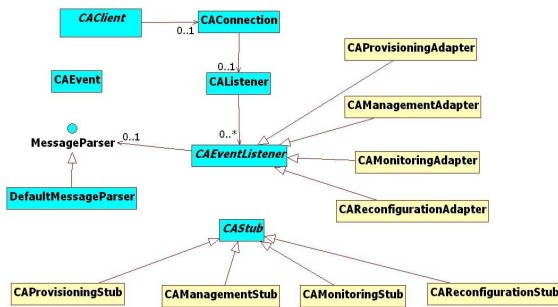 CAClient
CAConnection
0..1
0..1
CAProvisioningAdapter
CAEvent
CAListener
CAManagementAdapter
0..*
MessageParser
0..1
CAEventListener
CAMonitoringAdapter
DefaultMessageParser
CAReconfigurationAdapter
CAStub
CAProvisioningStub
CAManagementStub
CAMonitoringStub
CAReconfigurationStub